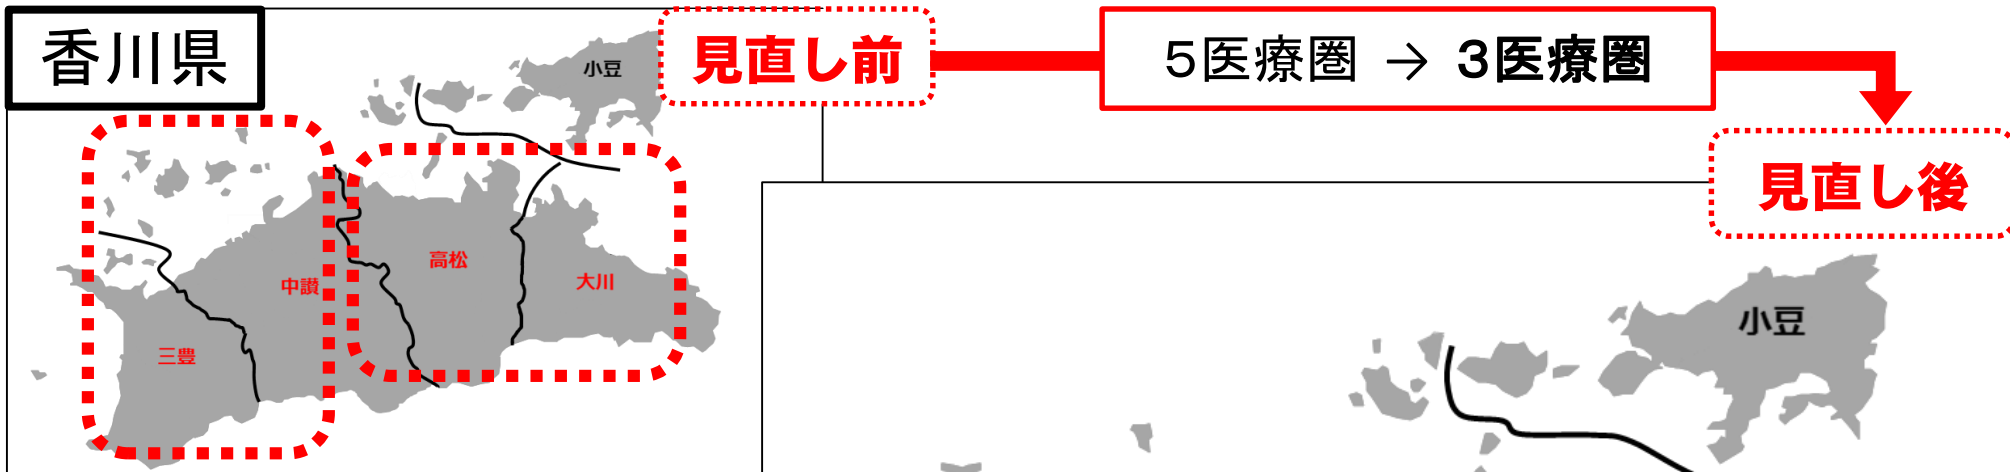 香川県
見直し前
5医療圏 → 3医療圏
見直し後
小豆
高松
大川
中讃
三豊
小豆